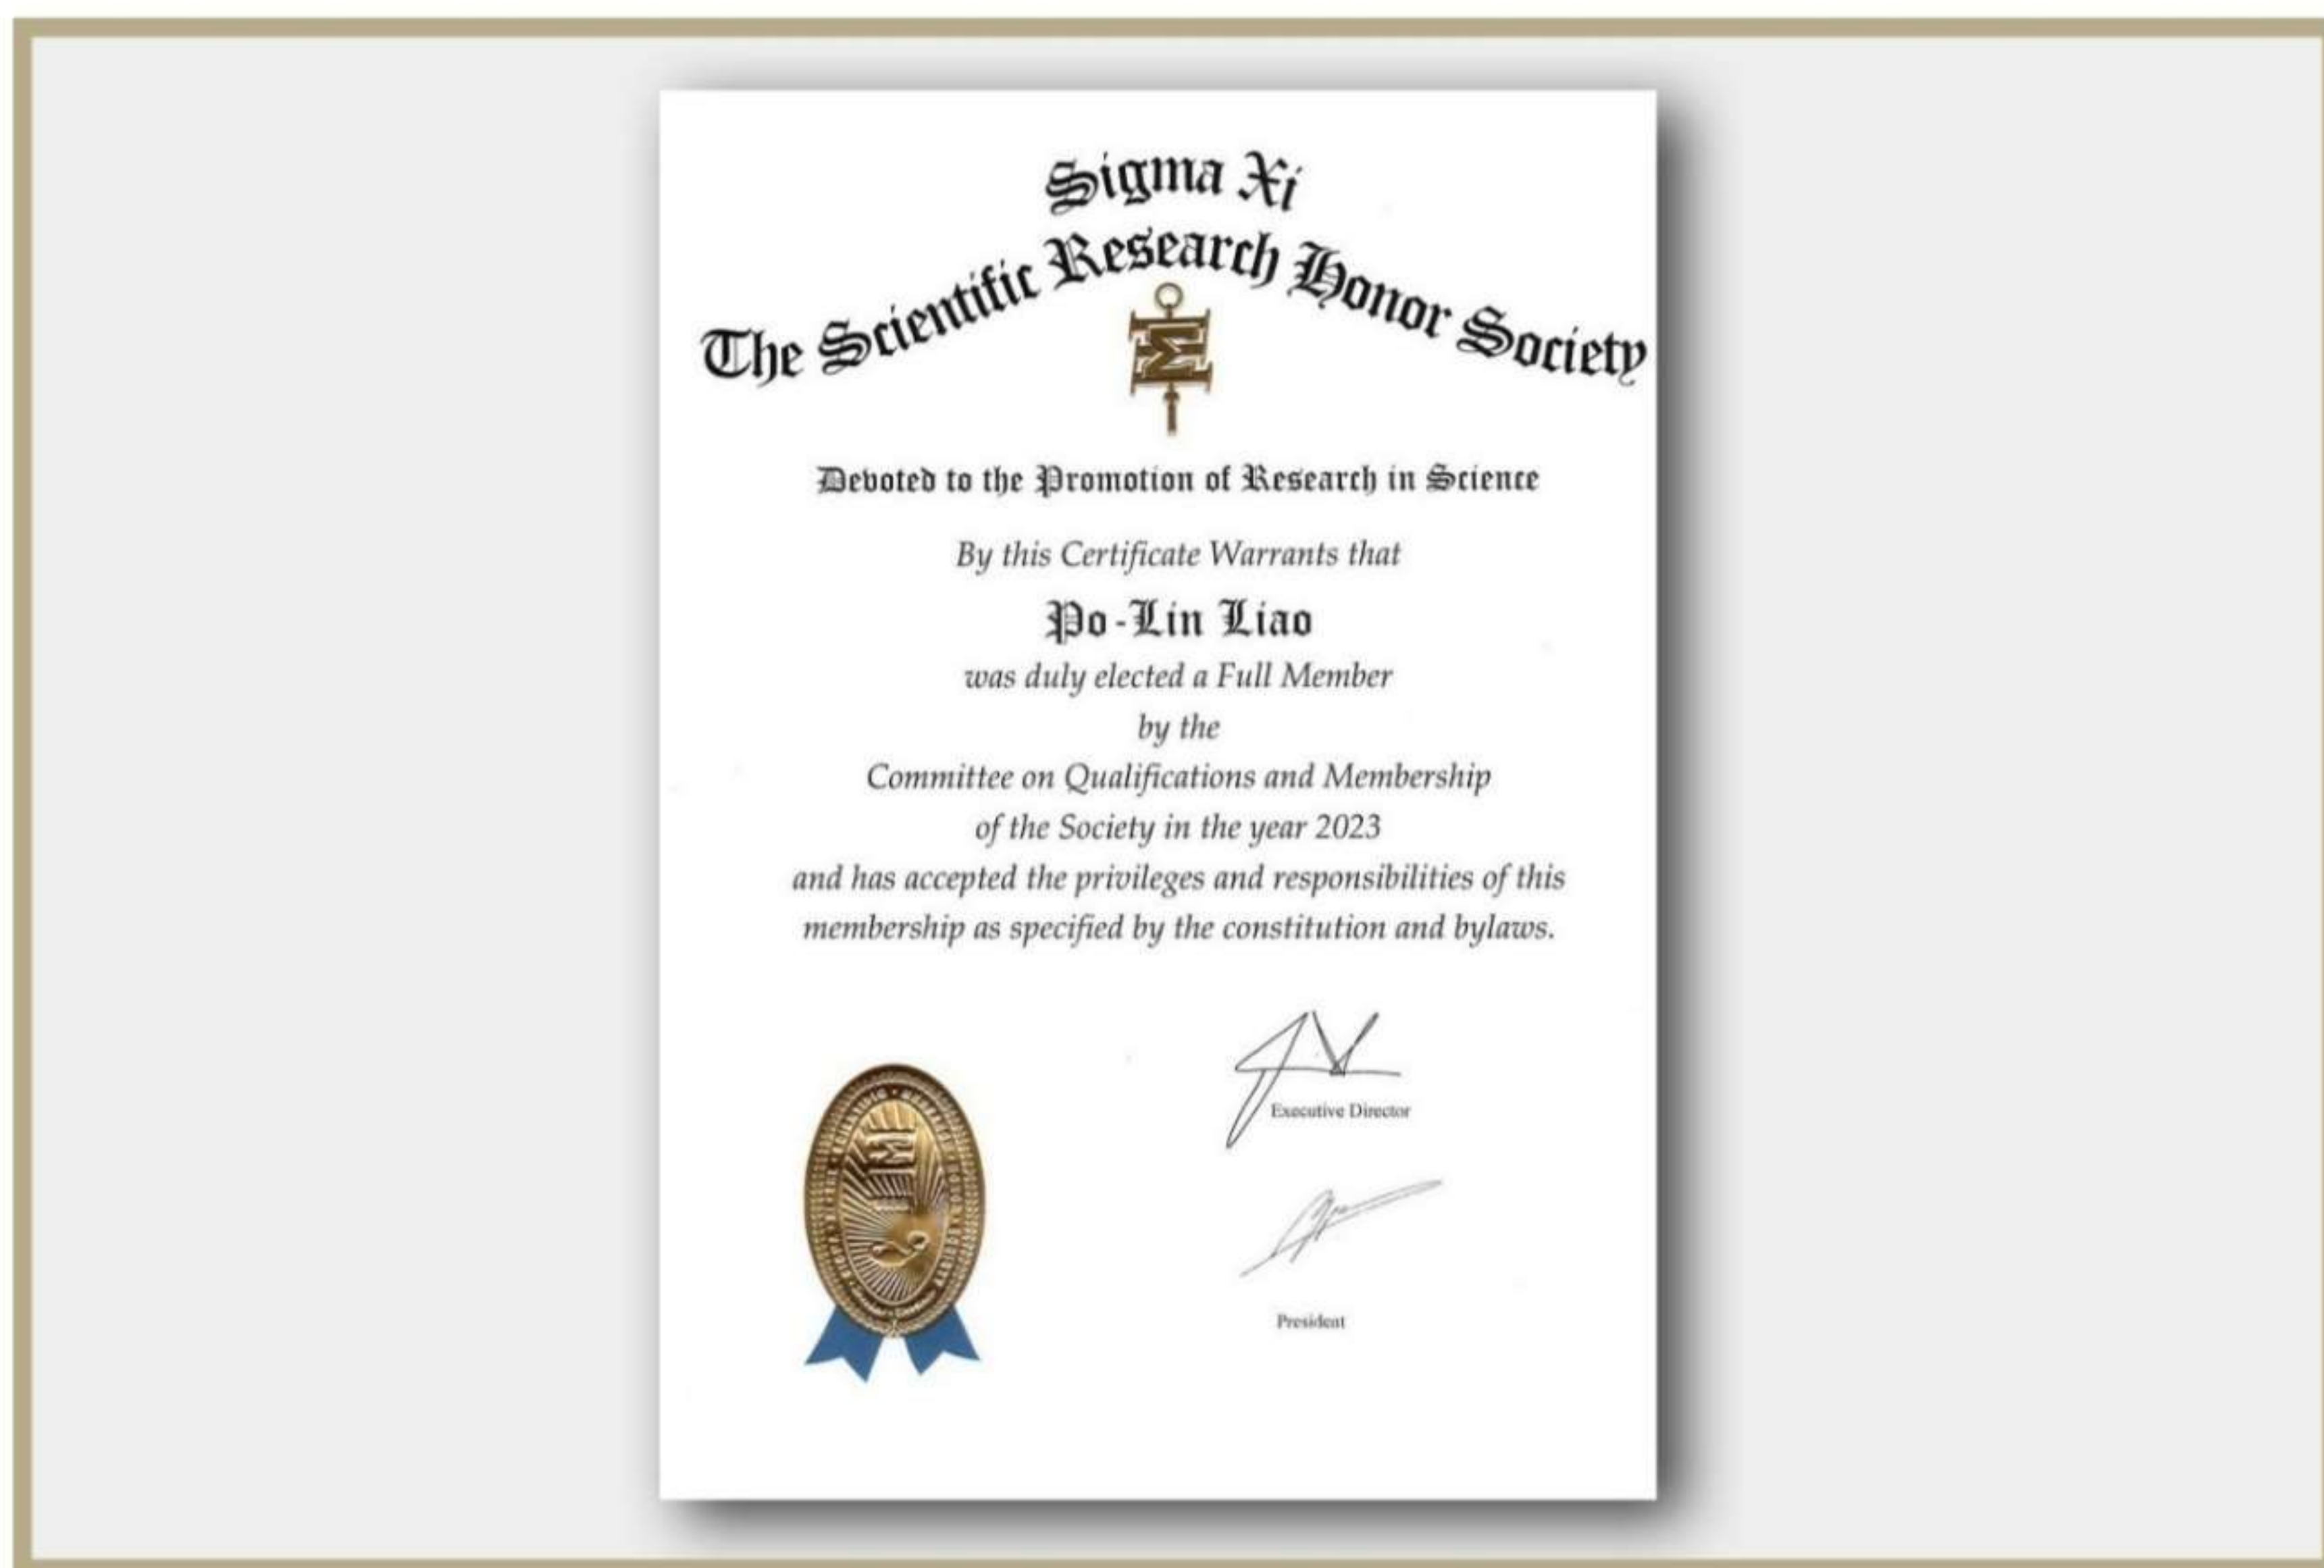 Sigma Xi
The Scientific Research Honor Society
Devoted to the Promotion of Research in Science
By this Certificate Warrants that
Po-Lin Liao
was duly elected a Full Member
by the
Committee on Qualifications and Membership
of the Society in the year 2023
and has accepted the privileges and responsibilities of this
membership as specified by the constitution and bylaws.
Executive Director
President